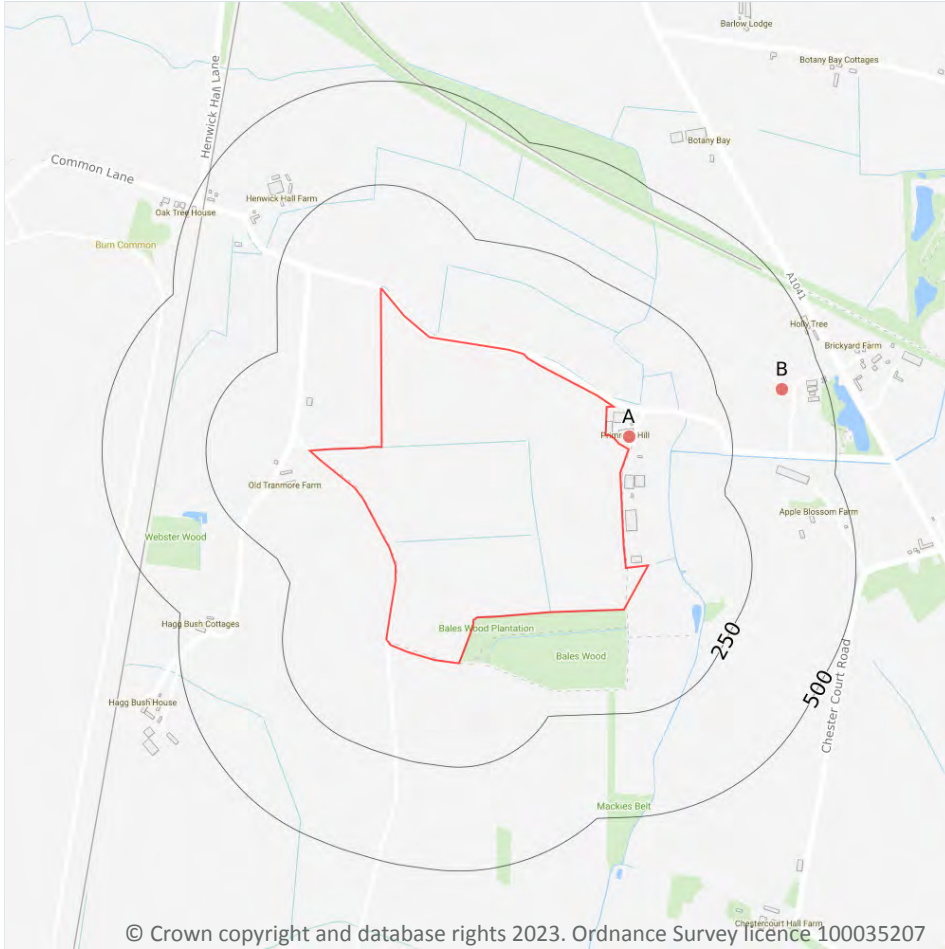 Barlow Lodge
Botany Bay Cottages
Henwick Hall Lane
Botany Bay
Common Lane
Henwick Hall Farm
Oak Tree House
Burn Common
A1041
Holly Tree
Brickyard Farm
B
A
Hill
Old Tranmore Farm
Apple Blossom Farm
Webster Wood
Hagg Bush Cottages
Bales Wood Plantation
Bales Wood
250
500
Hagg Bush House
Chester Court Road
Mackies Belt
Chestercourt Hall Farm
© Crown copyright and database rights 2023. Ordnance Survey licence 100035207